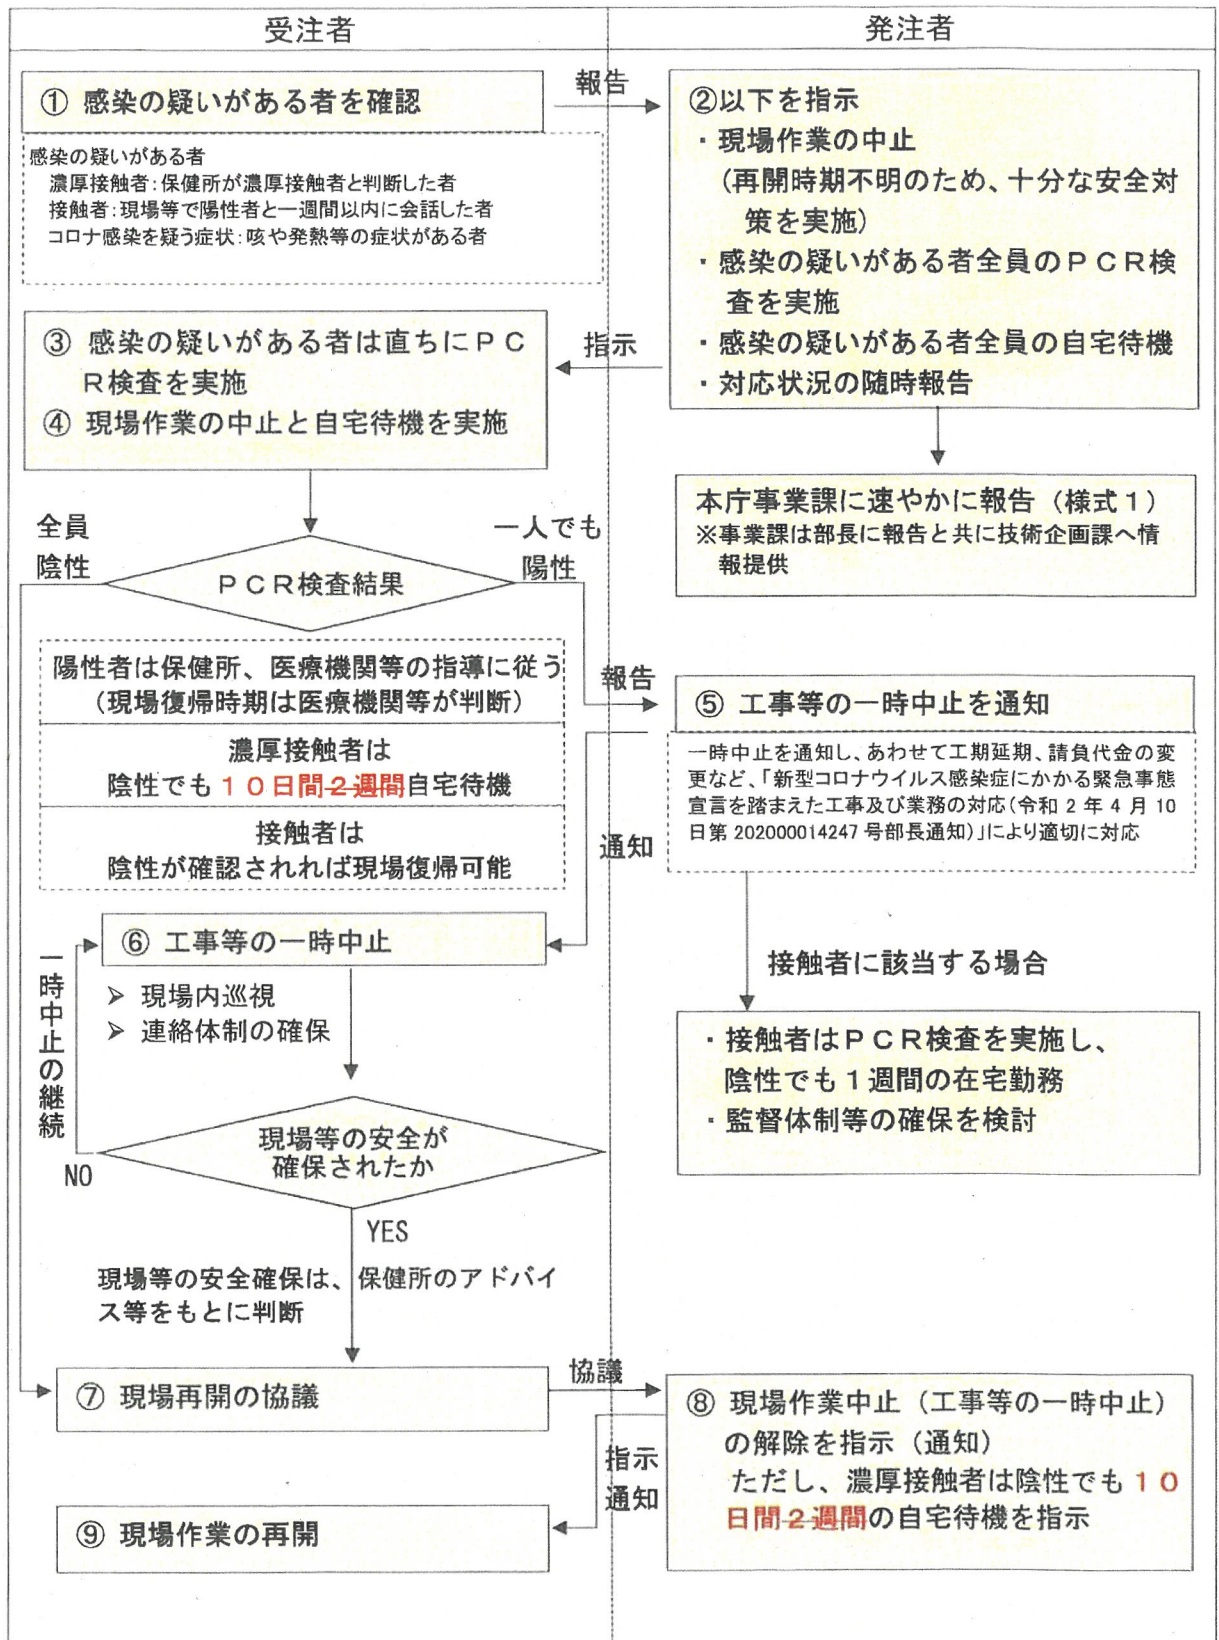 受注者
発注者
① 感染の疑いがある者を確認
報告
感染の疑いがある者
濃厚接触者：保健所が濃厚接触者と判断した者
接触者：現場等で陽性者と一週間以内に会話した者
コロナ感染を疑う症状：咳や発熱等の症状がある者
②以下を指示
・現場作業の中止
（再開時期不明のため、十分な安全対
策を実施）
・感染の疑いがある者全員のＰＣＲ検
査を実施
・感染の疑いがある者全員の自宅待機
・対応状況の随時報告
指示
③ 感染の疑いがある者は直ちにＰＣ
Ｒ検査を実施
④ 現場作業の中止と自宅待機を実施
本庁事業課に速やかに報告（様式１）
※事業課は部長に報告と共に技術企画課へ情
報提供
全員
陰性
一人でも
陽性
ＰＣＲ検査結果
陽性者は保健所、医療機関等の指導に従う
（現場復帰時期は医療機関等が判断）
濃厚接触者は
陰性でも１０日間２週間自宅待機
接触者は
陰性が確認されれば現場復帰可能
報告
⑤ 工事等の一時中止を通知
一時中止を通知し、あわせて工期延期、請負代金の変
更など、「新型コロナウイルス感染症にかかる緊急事態
宣言を踏まえた工事及び業務の対応（令和 2 年 4 月 10
日第 202000014247 号部長通知）」により適切に対応
通知
⑥ 工事等の一時中止
➢ 現場内巡視
➢ 連絡体制の確保
一時中止の継続
接触者に該当する場合
・接触者はＰＣＲ検査を実施し、
陰性でも１週間の在宅勤務
・監督体制等の確保を検討
現場等の安全が
確保されたか
NO
YES
現場等の安全確保は、保健所のアドバイ
ス等をもとに判断
⑦ 現場再開の協議
協議
⑧ 現場作業中止（工事等の一時中止）
の解除を指示（通知）
ただし、濃厚接触者は陰性でも１０
日間２週間の自宅待機を指示
指示
通知
⑨ 現場作業の再開